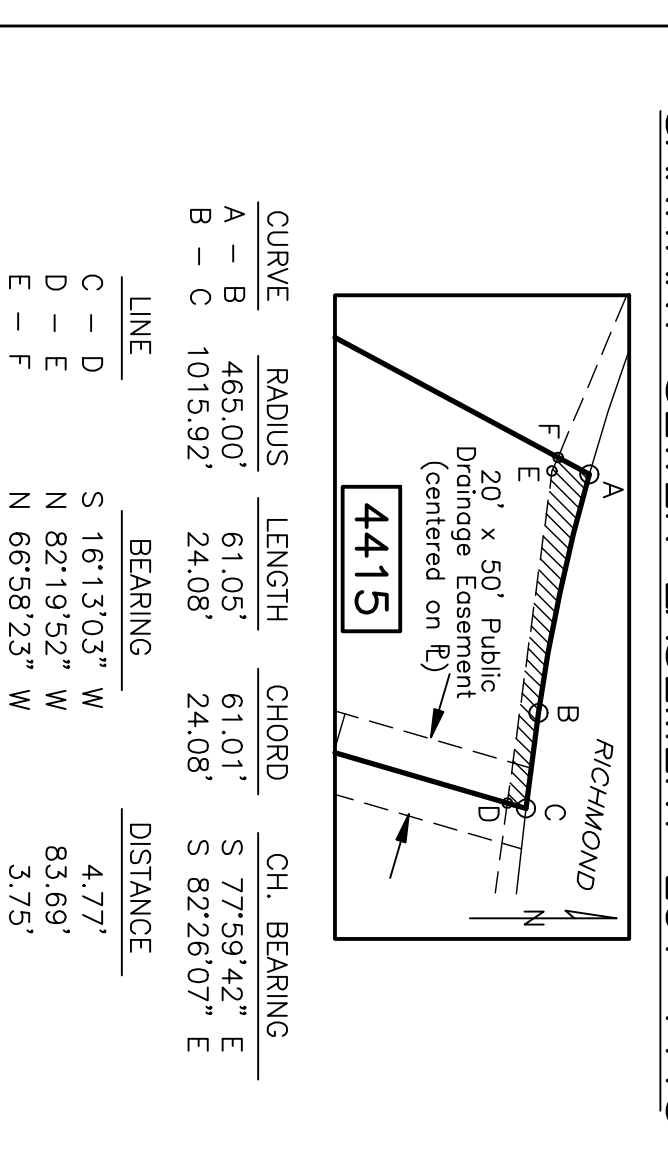 A
F
E
B
RICHMOND
C
D
N
20' x 50' Public
Drainage Easement
(centered on ⅊)
4415
CURVE RADIUS LENGTH CHORD CH. BEARING
A – B 465.00' 61.05' 61.01' S 77°59'42" E
B – C 1015.92' 24.08' 24.08' S 82°26'07" E
LINE BEARING DISTANCE
C – D S 16°13'03" W 4.77'
D – E N 82°19'52" W 83.69'
E – F N 66°58'23" W 3.75'